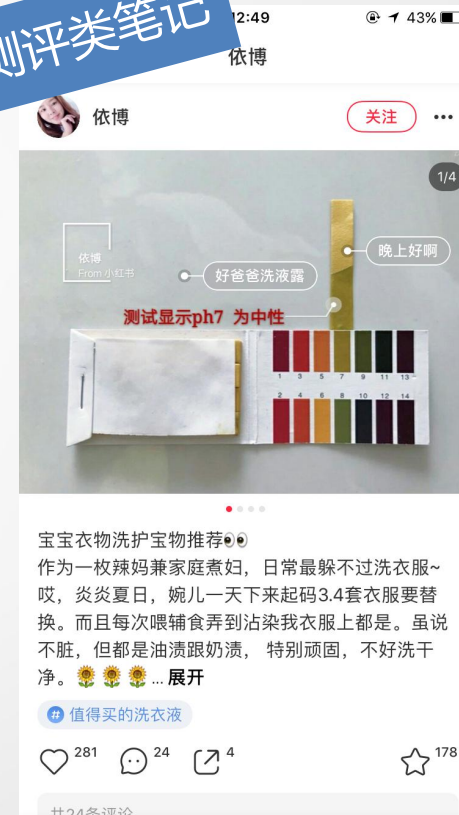 测评类笔记
12:49
43%
依博
依博
关注
1/4
依博
From 小红书
晚上好啊
好爸爸洗液露
测试显示ph7 为中性
1 3 5 7 9 11 13
2 4 6 8 10 12 14
宝宝衣物洗护宝物推荐👀
作为一枚辣妈兼家庭煮妇，日常最躲不过洗衣服~
哎，炎炎夏日，婉儿一天下来起码3.4套衣服要替
换。而且每次喂辅食弄到沾染我衣服上都是。虽说
不脏，但都是油渍跟奶渍， 特别顽固，不好洗干
净。🌻🌻🌻... 展开
# 值得买的洗衣液
281 24 4 178
共24条评论